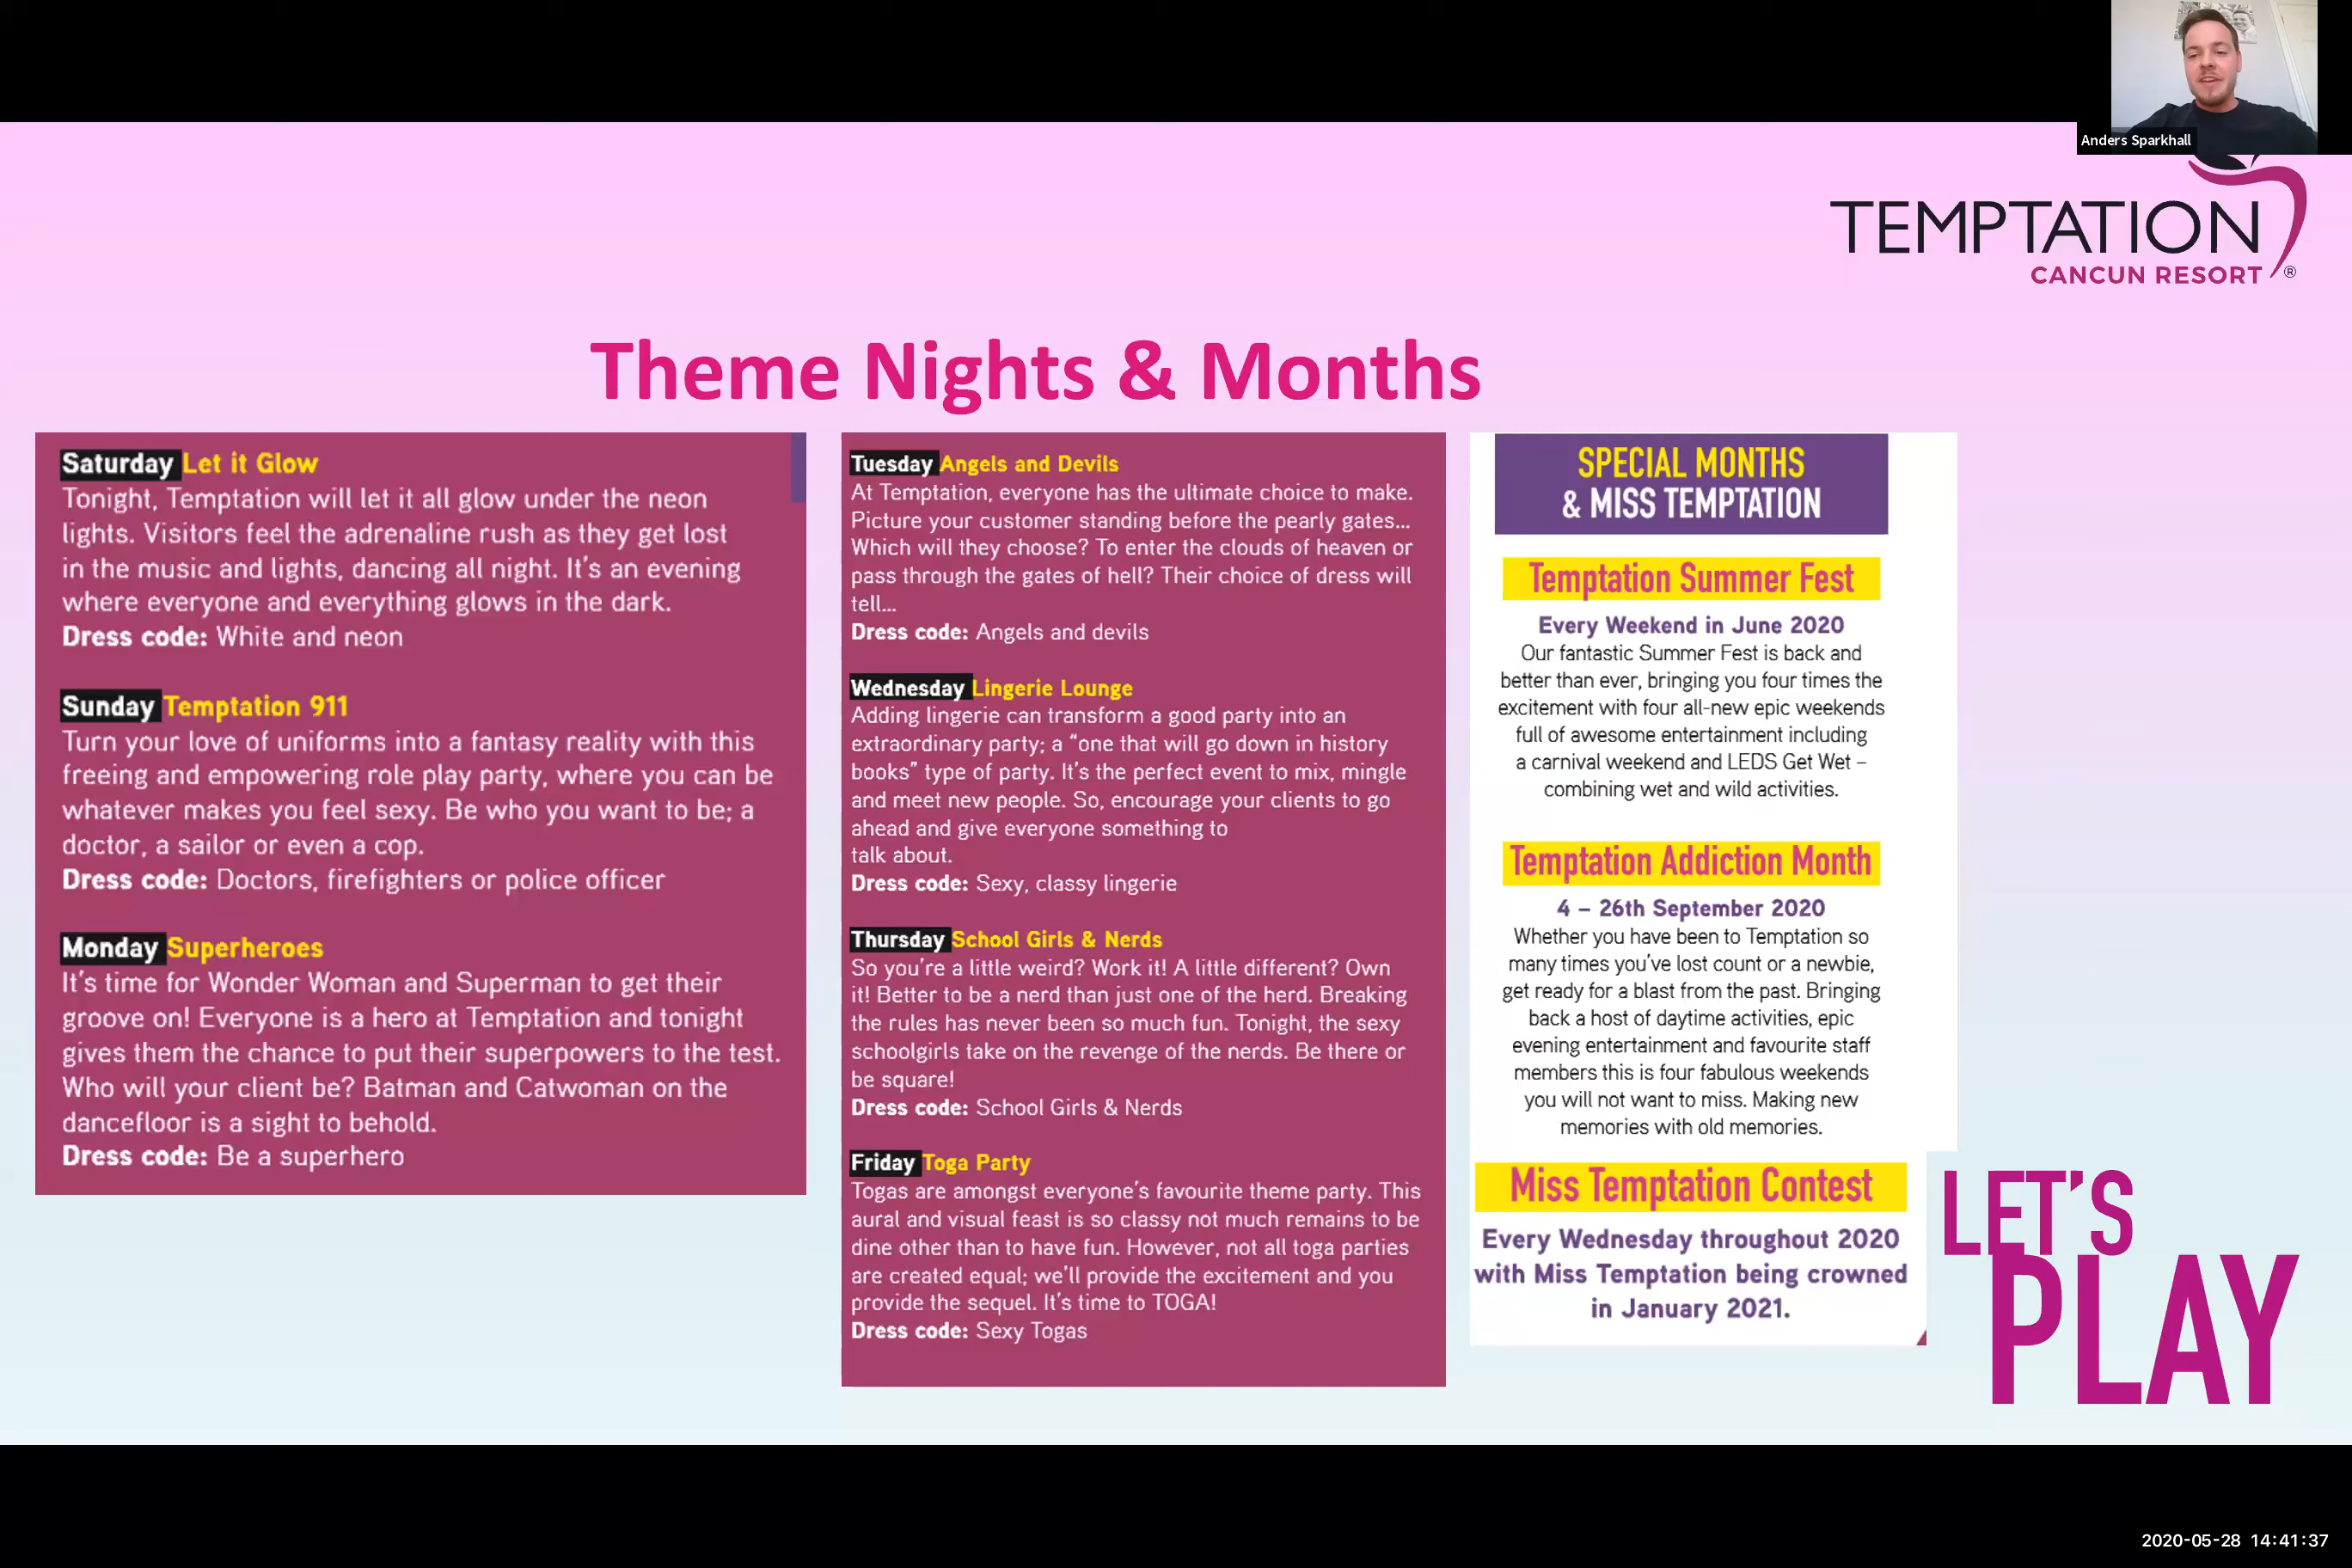 Anders Sparkhall
TEMPTATION
CANCUN RESORT ®
Theme Nights & Months
Saturday Let it Glow
Tonight, Temptation will let it all glow under the neon
lights. Visitors feel the adrenaline rush as they get lost
in the music and lights, dancing all night. It's an evening
where everyone and everything glows in the dark.
Dress code: White and neon
Sunday Temptation 911
Turn your love of uniforms into a fantasy reality with this
freeing and empowering role play party, where you can be
whatever makes you feel sexy. Be who you want to be; a
doctor, a sailor or even a cop.
Dress code: Doctors, firefighters or police officer
Monday Superheroes
It's time for Wonder Woman and Superman to get their
groove on! Everyone is a hero at Temptation and tonight
gives them the chance to put their superpowers to the test.
Who will your client be? Batman and Catwoman on the
dancefloor is a sight to behold.
Dress code: Be a superhero
Tuesday Angels and Devils
At Temptation, everyone has the ultimate choice to make.
Picture your customer standing before the pearly gates...
Which will they choose? To enter the clouds of heaven or
pass through the gates of hell? Their choice of dress will
tell...
Dress code: Angels and devils
Wednesday Lingerie Lounge
Adding lingerie can transform a good party into an
extraordinary party; a “one that will go down in history
books” type of party. It's the perfect event to mix, mingle
and meet new people. So, encourage your clients to go
ahead and give everyone something to
talk about.
Dress code: Sexy, classy lingerie
Thursday School Girls & Nerds
So you're a little weird? Work it! A little different? Own
it! Better to be a nerd than just one of the herd. Breaking
the rules has never been so much fun. Tonight, the sexy
schoolgirls take on the revenge of the nerds. Be there or
be square!
Dress code: School Girls & Nerds
Friday Toga Party
Togas are amongst everyone's favourite theme party. This
aural and visual feast is so classy not much remains to be
dine other than to have fun. However, not all toga parties
are created equal; we'll provide the excitement and you
provide the sequel. It's time to TOGA!
Dress code: Sexy Togas
SPECIAL MONTHS
& MISS TEMPTATION
Temptation Summer Fest
Every Weekend in June 2020
Our fantastic Summer Fest is back and
better than ever, bringing you four times the
excitement with four all-new epic weekends
full of awesome entertainment including
a carnival weekend and LEDS Get Wet –
combining wet and wild activities.
Temptation Addiction Month
4 – 26th September 2020
Whether you have been to Temptation so
many times you've lost count or a newbie,
get ready for a blast from the past. Bringing
back a host of daytime activities, epic
evening entertainment and favourite staff
members this is four fabulous weekends
you will not want to miss. Making new
memories with old memories.
Miss Temptation Contest
Every Wednesday throughout 2020
with Miss Temptation being crowned
in January 2021.
LET'S
PLAY
2020-05-28 14:41:37